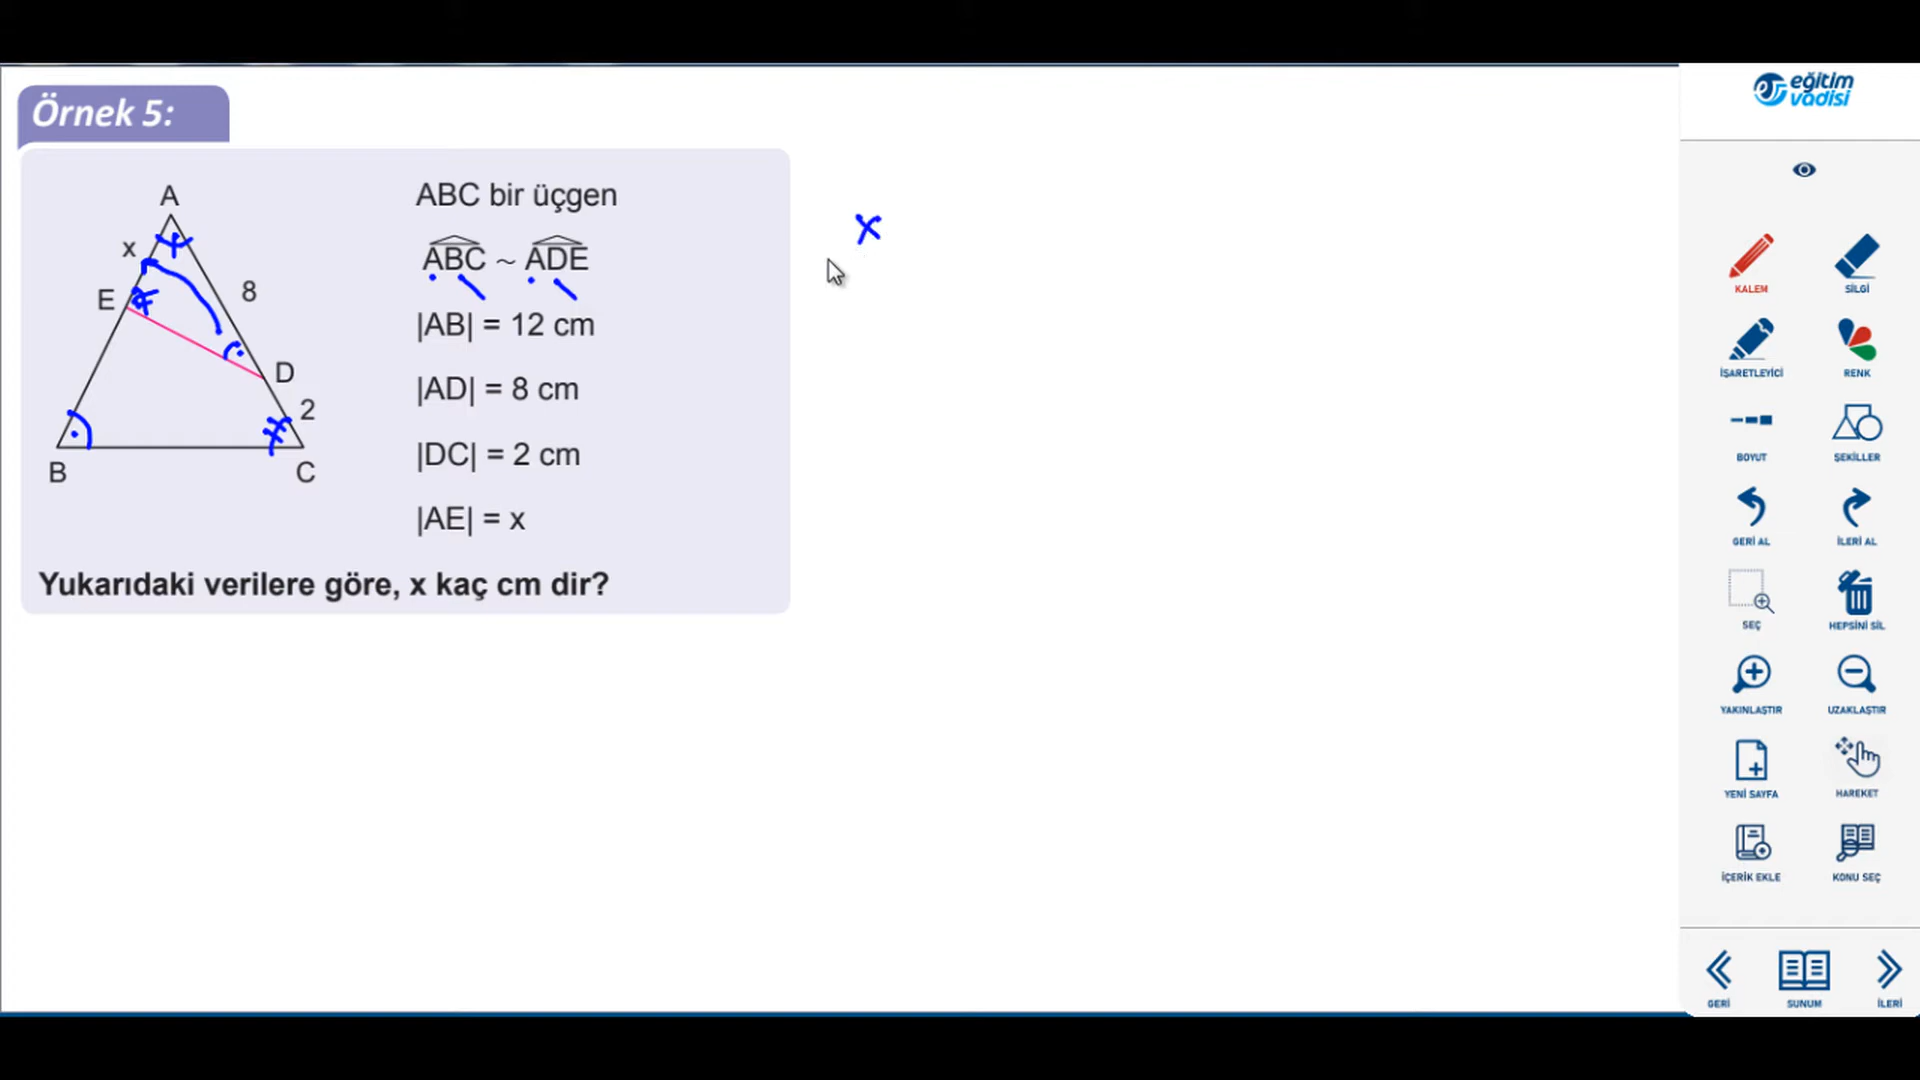 eğitim
vadisi
Örnek 5:
A
x
8
E
D
2
B
C
ABC bir üçgen
ABC ~ ADE
|AB| = 12 cm
|AD| = 8 cm
|DC| = 2 cm
|AE| = x
Yukarıdaki verilere göre, x kaç cm dir?
x
KALEM
SİLGİ
İŞARETLEYİCİ
RENK
BOYUT
ŞEKİLLER
GERİ AL
İLERİ AL
SEÇ
HEPSİNİ SİL
YAKINLAŞTIR
UZAKLAŞTIR
YENİ SAYFA
HAREKET
İÇERİK EKLE
KONU SEÇ
GERİ
SUNUM
İLERİ